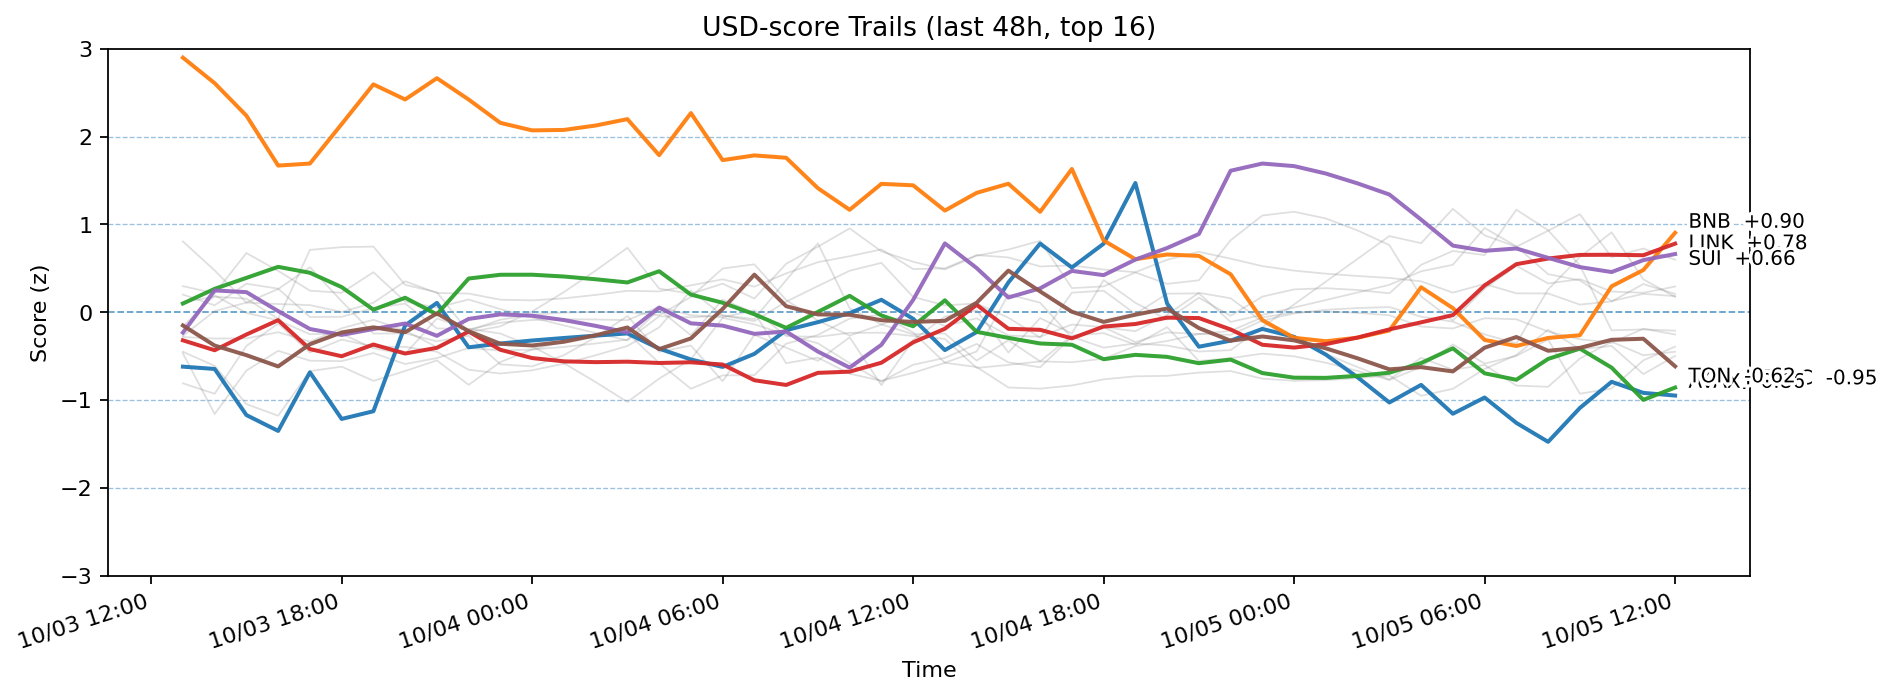 USD-score Trails (last 48h, top 16)
Score (z)
3
2
1
0
−1
−2
−3
BNB +0.90
LINK +0.78
SUI +0.66
TON -0.62
-0.95
10/03 12:00
10/03 18:00
10/04 00:00
10/04 06:00
10/04 12:00
10/04 18:00
10/05 00:00
10/05 06:00
10/05 12:00
Time